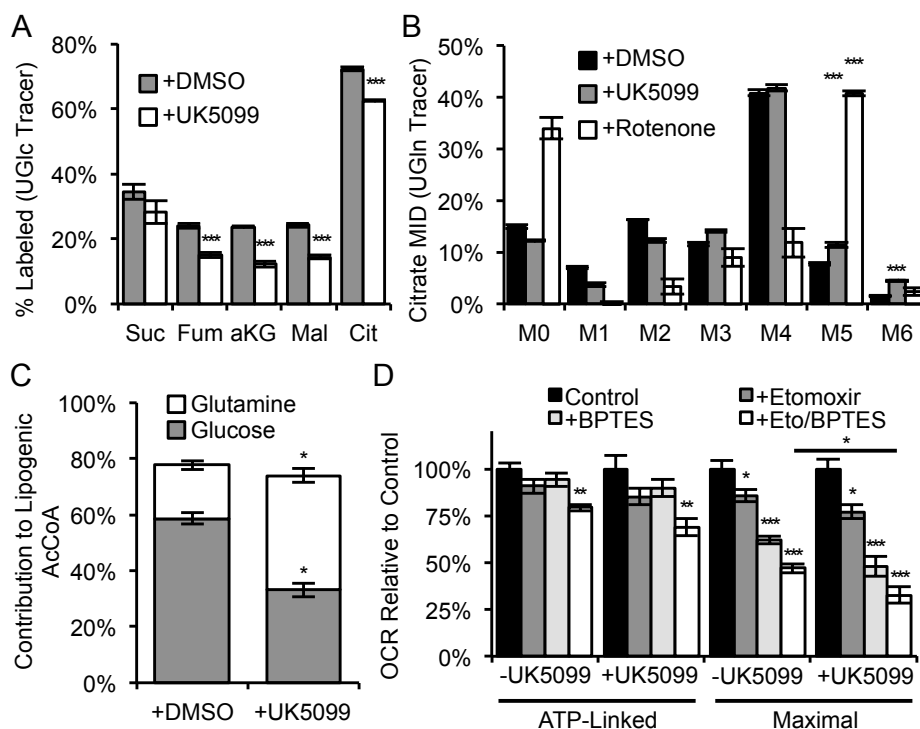 A
% Labeled (UGlc Tracer)
80%
60%
40%
20%
0%
+DMSO
+UK5099
***
***
***
***
Suc Fum aKG Mal Cit
B
Citrate MID (UGln Tracer)
50%
40%
30%
20%
10%
0%
+DMSO
+UK5099
+Rotenone
***
***
***
M0 M1 M2 M3 M4 M5 M6
C
Contribution to Lipogenic
AcCoA
100%
80%
60%
40%
20%
0%
Glutamine
Glucose
*
*
+DMSO +UK5099
D
Control
+Etomoxir
+BPTES
+Eto/BPTES
OCR Relative to Control
100%
75%
50%
25%
0%
**
**
*
***
***
*
*
***
***
-UK5099 +UK5099 -UK5099 +UK5099
ATP-Linked Maximal